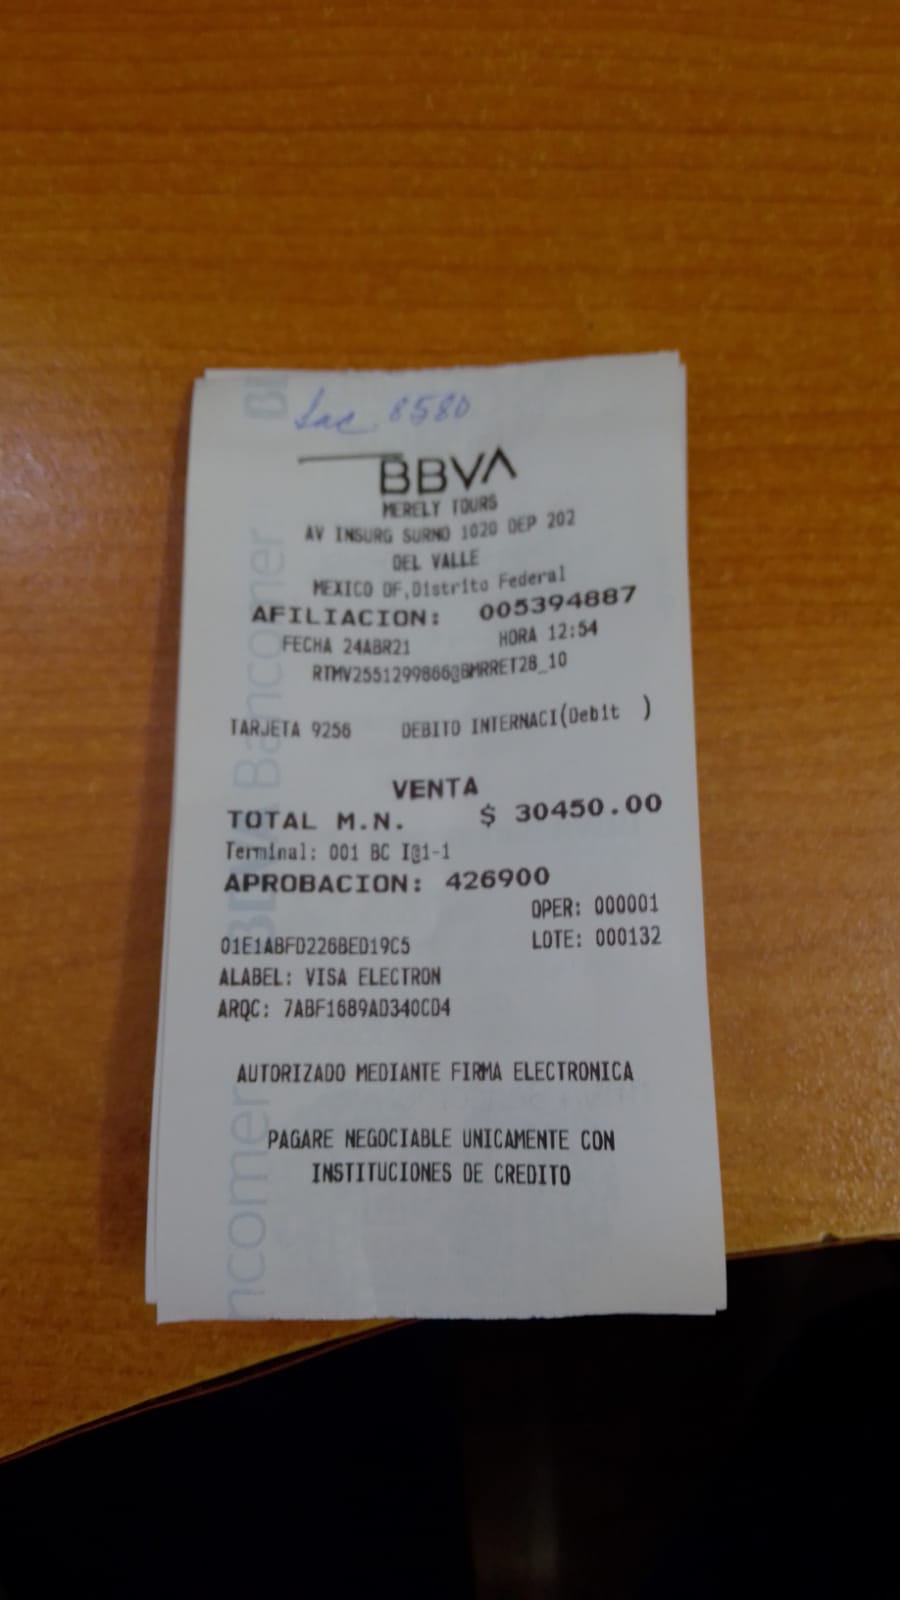 Sac 8580
BBVA
MERELY TOURS
AV INSURG SURNO 1020 DEP 202
DEL VALLE
MEXICO DF,Distrito Federal
AFILIACION: 005394887
FECHA 24ABR21 HORA 12:54
RTMV2551299866@BMRRET28_10
TARJETA 9256 DEBITO INTERNACI(Debit )
VENTA
TOTAL M.N. $ 30450.00
Terminal: 001 BC I@1-1
APROBACION: 426900
OPER: 000001
01E1ABFD226BED19C5 LOTE: 000132
ALABEL: VISA ELECTRON
ARQC: 7ABF1689AD340CD4
AUTORIZADO MEDIANTE FIRMA ELECTRONICA
PAGARE NEGOCIABLE UNICAMENTE CON
INSTITUCIONES DE CREDITO
BBVA Bancomer